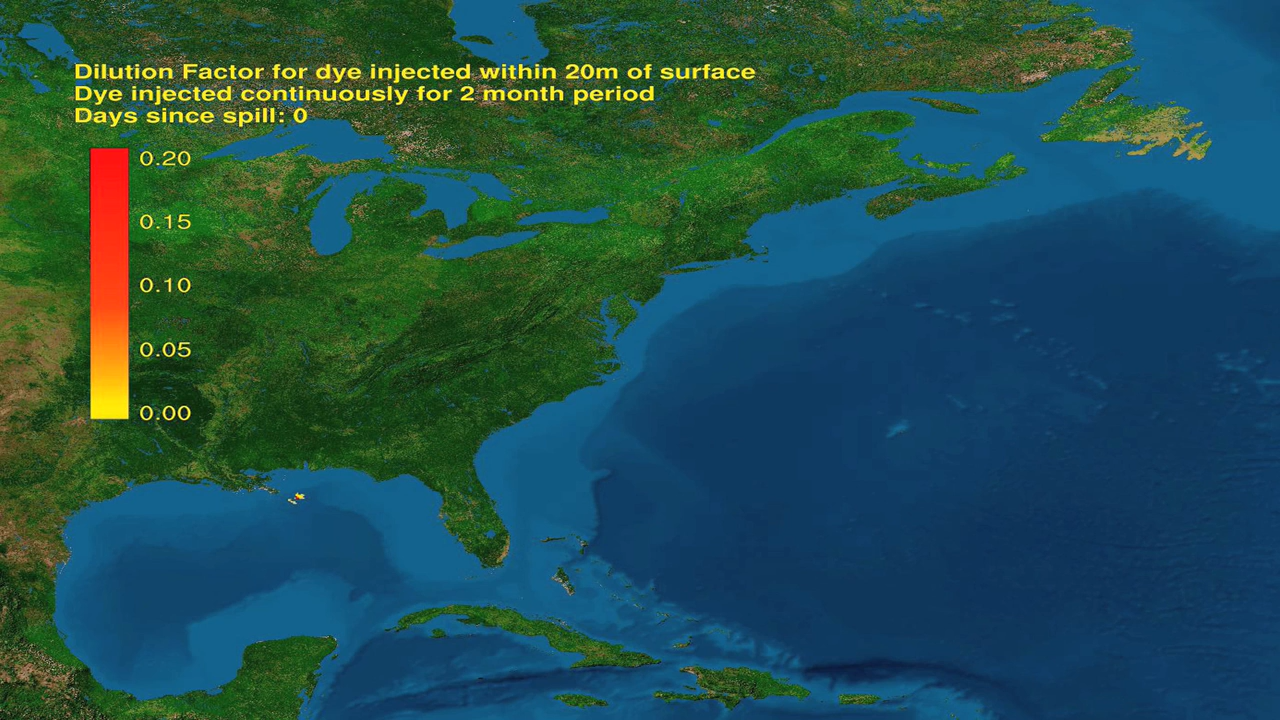 Dilution Factor for dye injected within 20m of surface
Dye injected continuously for 2 month period
Days since spill: 0
0.20
0.15
0.10
0.05
0.00